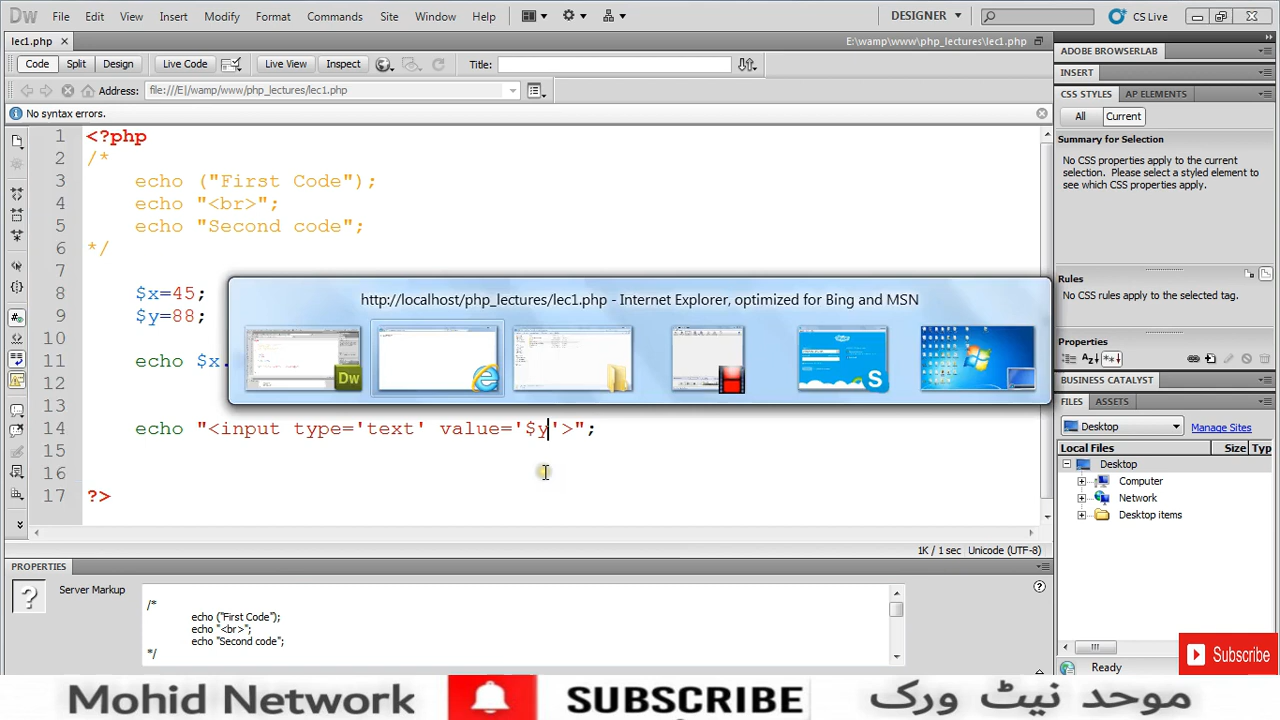 Dw File Edit View Insert Modify Format Commands Site Window Help DESIGNER CS Live
lec1.php E:\wamp\www\php_lectures\lec1.php
Code Split Design Live Code Live View Inspect Title:
Address: file:///E|/wamp/www/php_lectures/lec1.php
No syntax errors.
1 <?php
2 /*
3 echo ("First Code");
4 echo "<br>";
5 echo "Second code";
6 */
7
8 $x=45;
9 $y=88;
10
11 echo $x.
12
13
14 echo "<input type='text' value='$y'>";
15
16
17 ?>
http://localhost/php_lectures/lec1.php - Internet Explorer, optimized for Bing and MSN
Dw
S
1K / 1 sec Unicode (UTF-8)
PROPERTIES
? Server Markup
/*
echo ("First Code");
echo "<br>";
echo "Second code";
*/
ADOBE BROWSERLAB
INSERT
CSS STYLES AP ELEMENTS
All Current
Summary for Selection
No CSS properties apply to the current
selection. Please select a styled element to
see which CSS properties apply.
Rules
No CSS rules apply to the selected tag.
BUSINESS CATALYST
FILES ASSETS
Desktop Manage Sites
Local Files Size Type
Desktop
Computer
Network
Desktop items
Ready
Subscribe
Mohid Network SUBSCRIBE موحد نیٹ ورک